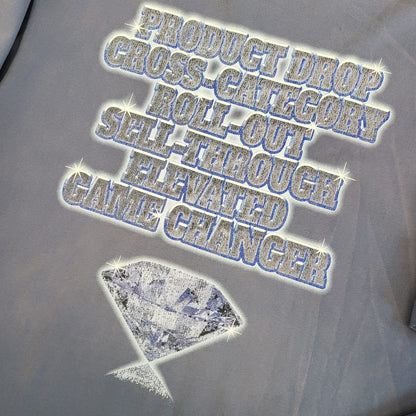 PRODUCT DROP
CROSS-CATEGORY
ROLL-OUT
SELL-THROUGH
ELEVATED
GAME CHANGER